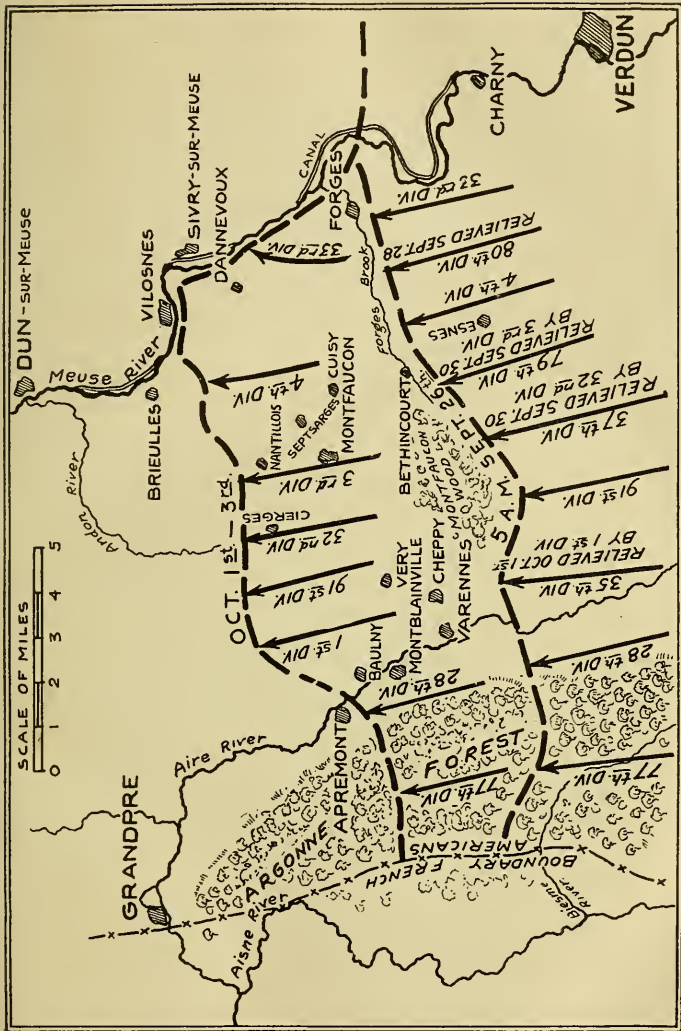 SCALE OF MILES
0 1 2 3 4 5
GRANDPRE
DUN-SUR-MEUSE
Meuse River
VILOSNES
SIVRY-SUR-MEUSE
DANNEVOUX
BRIEULLES
Andon River
Aire River
Aisne River
ARGONNE
FOREST
OCT. 1st – 3rd.
1st. DIV.
91st DIV.
32nd DIV.
3rd DIV.
4th DIV.
33rd DIV.
CIERGES
NANTILLOIS
SEPTSARGES
CUISY
MONTFAUCON
CANAL
FORGES
Forges Brook
APREMONT
BAULNY
MONTBLAINVILLE
VERY
CHEPPY
VARENNES
BETHINCOURT
ESNES
MONTFAUCON
WOODS
CHARNY
VERDUN
28th DIV.
77th DIV.
BOUNDARY
FRENCH
AMERICANS
Biesme
River
5 A.M. SEPT. 26th
77th DIV.
28th DIV.
35th DIV.
RELIEVED OCT. 1st
BY 1st DIV.
91st DIV.
37th DIV.
RELIEVED SEPT. 30
BY 32nd DIV.
79th DIV.
RELIEVED SEPT. 30
BY 3rd DIV.
4th DIV.
80th DIV.
RELIEVED SEPT. 28
33rd DIV.